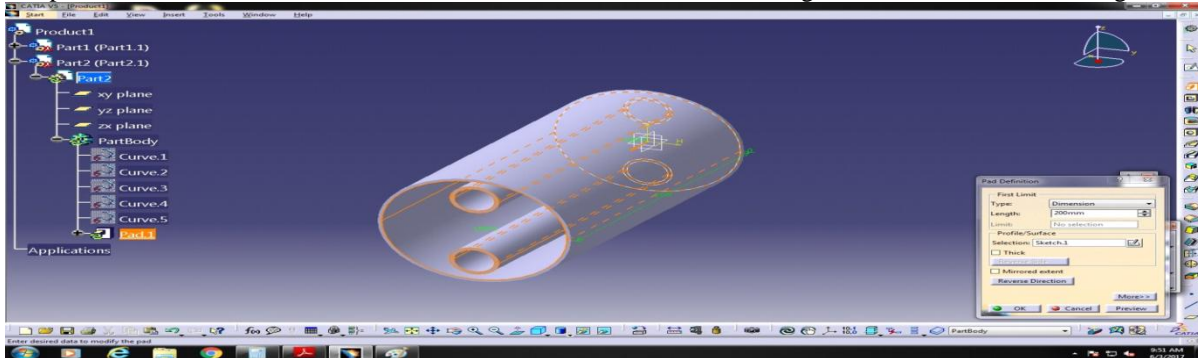 CATIA V5 - [Product1]
Start File Edit View Insert Tools Window Help
Product1
Part1 (Part1.1)
Part2 (Part2.1)
Part2
xy plane
yz plane
zx plane
PartBody
Curve.1
Curve.2
Curve.3
Curve.4
Curve.5
Pad.1
Applications
Pad Definition
First Limit
Type: Dimension
Length: 200mm
Limit: No selection
Profile/Surface
Selection: Sketch.1
Thick
Reverse Side
Mirrored extent
Reverse Direction
More>>
OK Cancel Preview
PartBody
Enter desired data to modify the pad
9:51 AM